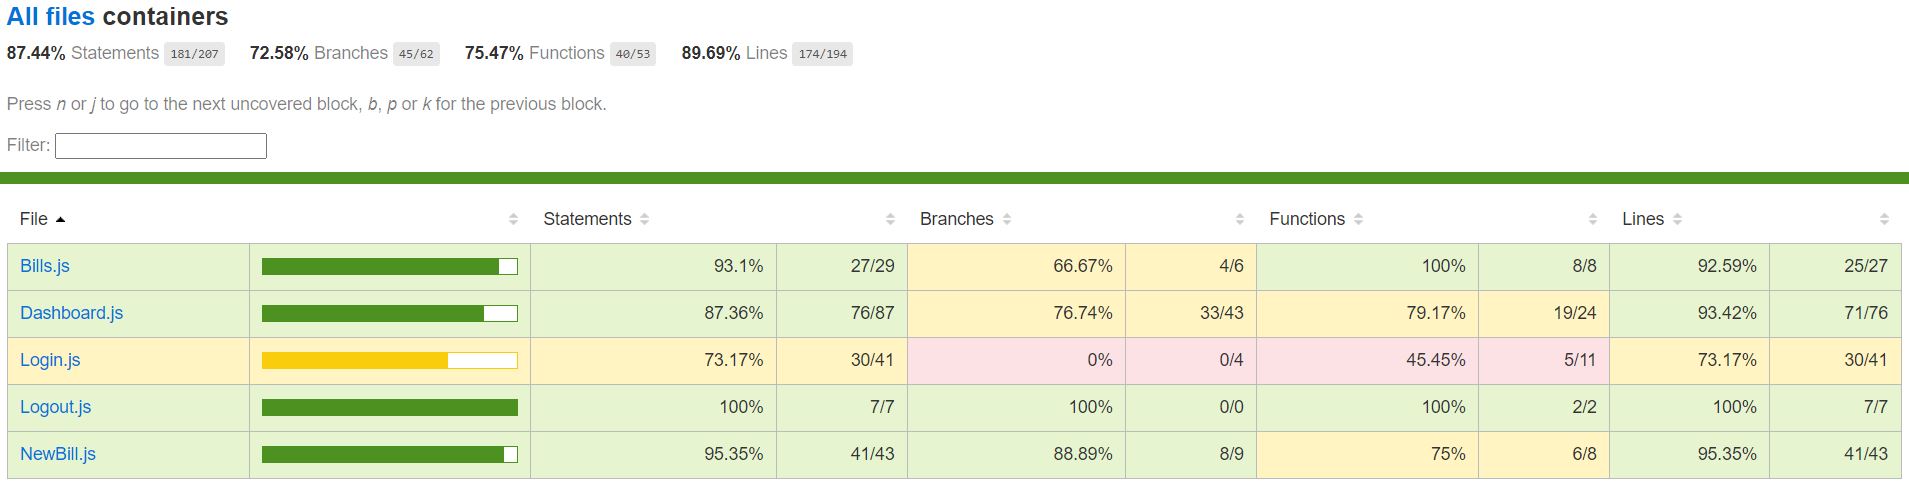 All files containers
87.44% Statements 181/207 72.58% Branches 45/62 75.47% Functions 40/53 89.69% Lines 174/194
Press n or j to go to the next uncovered block, b, p or k for the previous block.
Filter:
File Statements Branches Functions Lines
Bills.js 93.1% 27/29 66.67% 4/6 100% 8/8 92.59% 25/27
Dashboard.js 87.36% 76/87 76.74% 33/43 79.17% 19/24 93.42% 71/76
Login.js 73.17% 30/41 0% 0/4 45.45% 5/11 73.17% 30/41
Logout.js 100% 7/7 100% 0/0 100% 2/2 100% 7/7
NewBill.js 95.35% 41/43 88.89% 8/9 75% 6/8 95.35% 41/43